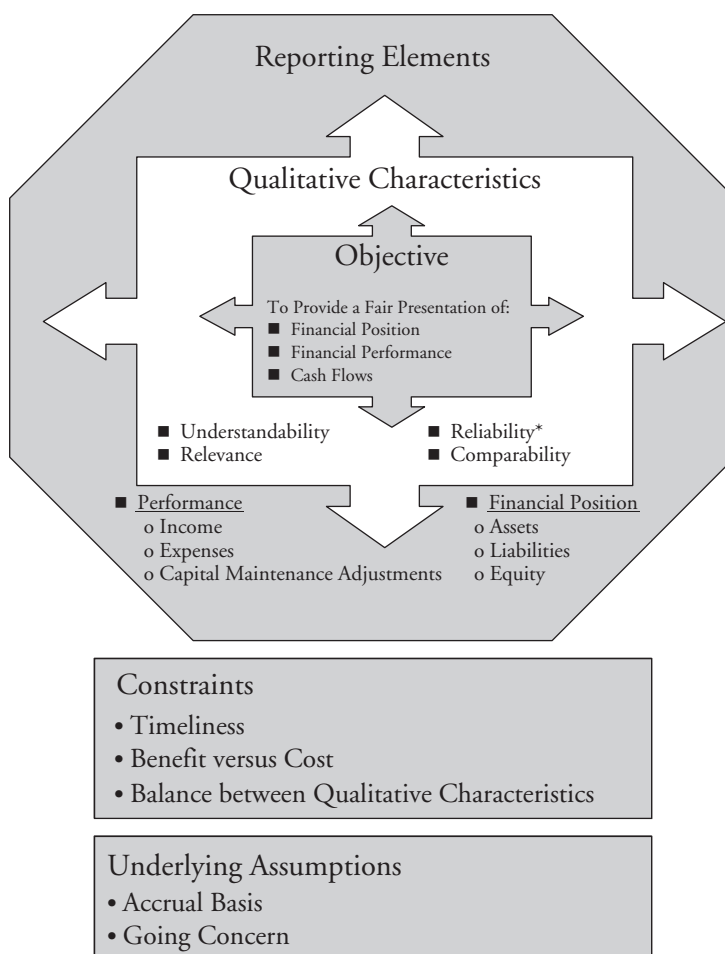 Reporting Elements
Qualitative Characteristics
Objective
To Provide a Fair Presentation of:
■ Financial Position
■ Financial Performance
■ Cash Flows
■ Understandability
■ Relevance
■ Reliability*
■ Comparability
■ Performance
o Income
o Expenses
o Capital Maintenance Adjustments
■ Financial Position
o Assets
o Liabilities
o Equity
Constraints
• Timeliness
• Benefit versus Cost
• Balance between Qualitative Characteristics
Underlying Assumptions
• Accrual Basis
• Going Concern